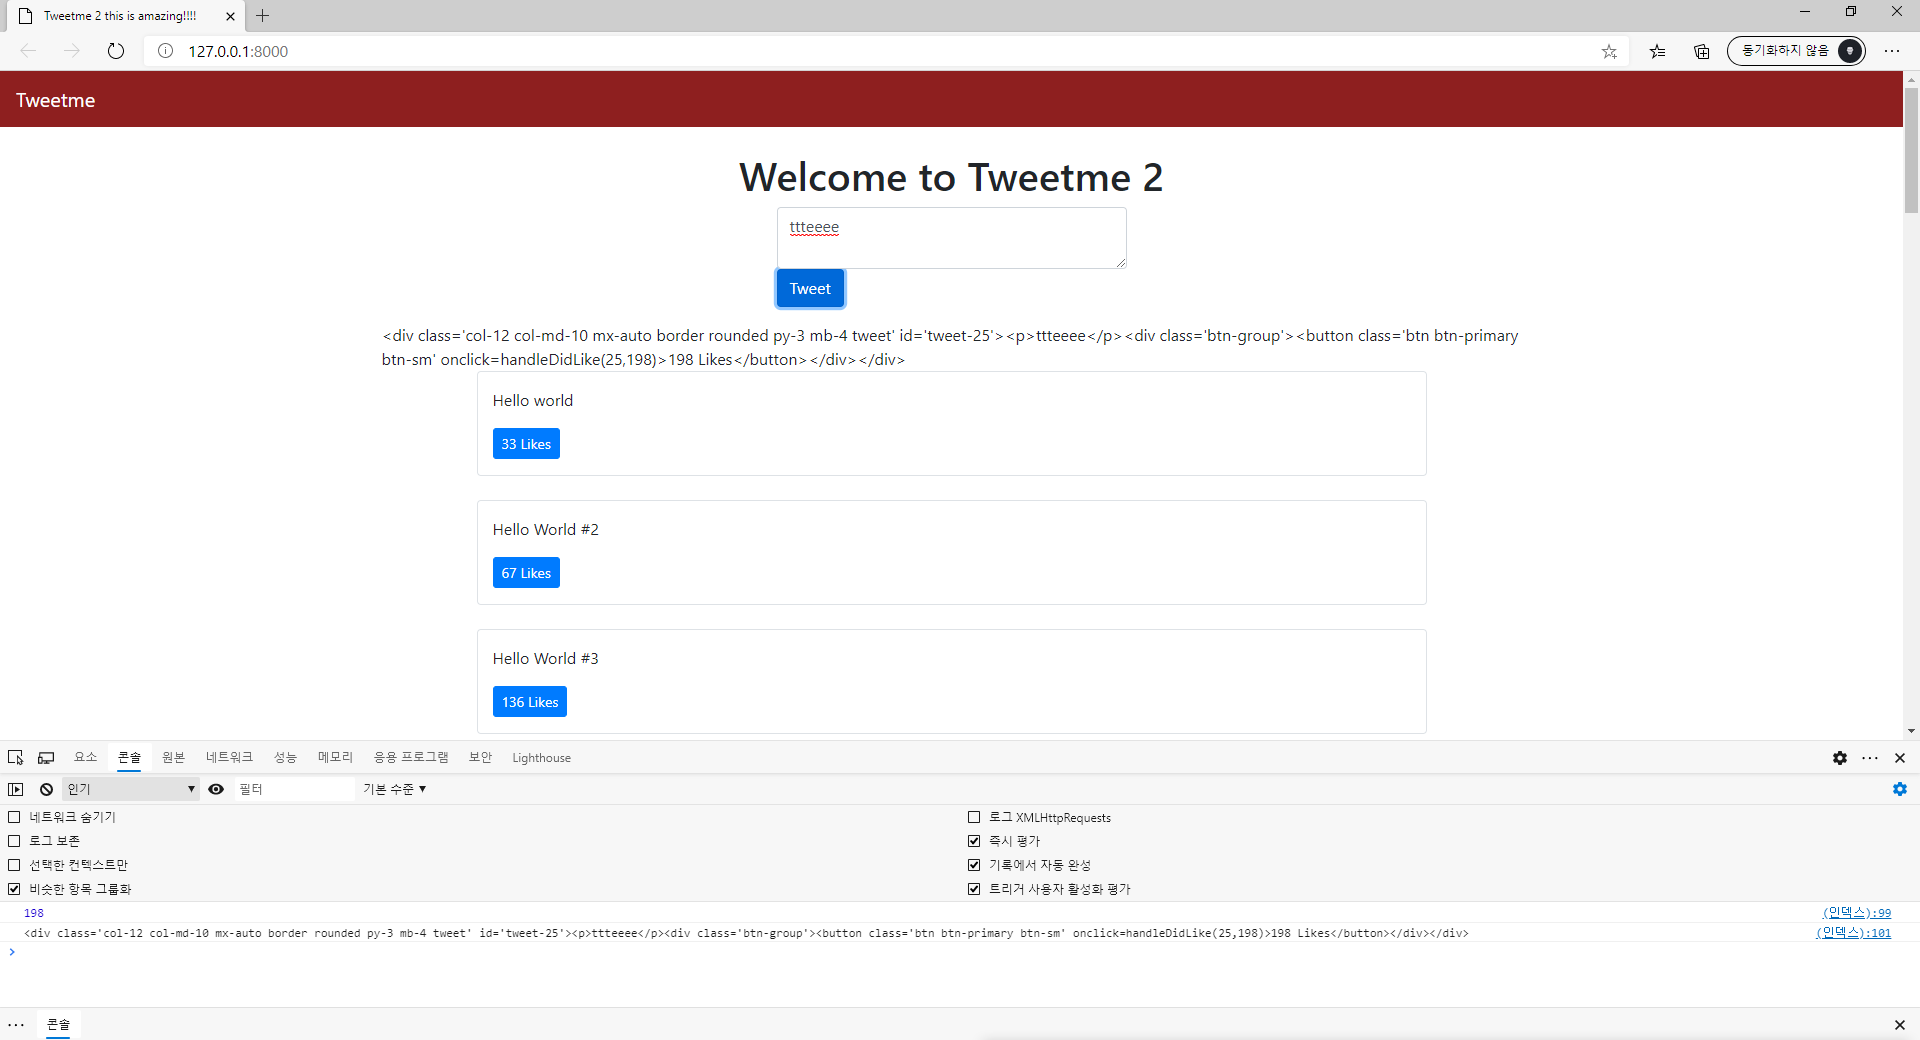 Tweetme 2 this is amazing!!!!
127.0.0.1:8000
동기화하지 않음
Tweetme
Welcome to Tweetme 2
ttteeee
Tweet
<div class='col-12 col-md-10 mx-auto border rounded py-3 mb-4 tweet' id='tweet-25'><p>ttteeee</p><div class='btn-group'><button class='btn btn-primary
btn-sm' onclick=handleDidLike(25,198)>198 Likes</button></div></div>
Hello world
33 Likes
Hello World #2
67 Likes
Hello World #3
136 Likes
요소 콘솔 원본 네트워크 성능 메모리 응용 프로그램 보안 Lighthouse
인기 필터 기본 수준
네트워크 숨기기 로그 XMLHttpRequests
로그 보존 즉시 평가
선택한 컨텍스트만 기록에서 자동 완성
비슷한 항목 그룹화 트리거 사용자 활성화 평가
198 (인덱스):99
<div class='col-12 col-md-10 mx-auto border rounded py-3 mb-4 tweet' id='tweet-25'><p>ttteeee</p><div class='btn-group'><button class='btn btn-primary btn-sm' onclick=handleDidLike(25,198)>198 Likes</button></div></div> (인덱스):101
콘솔